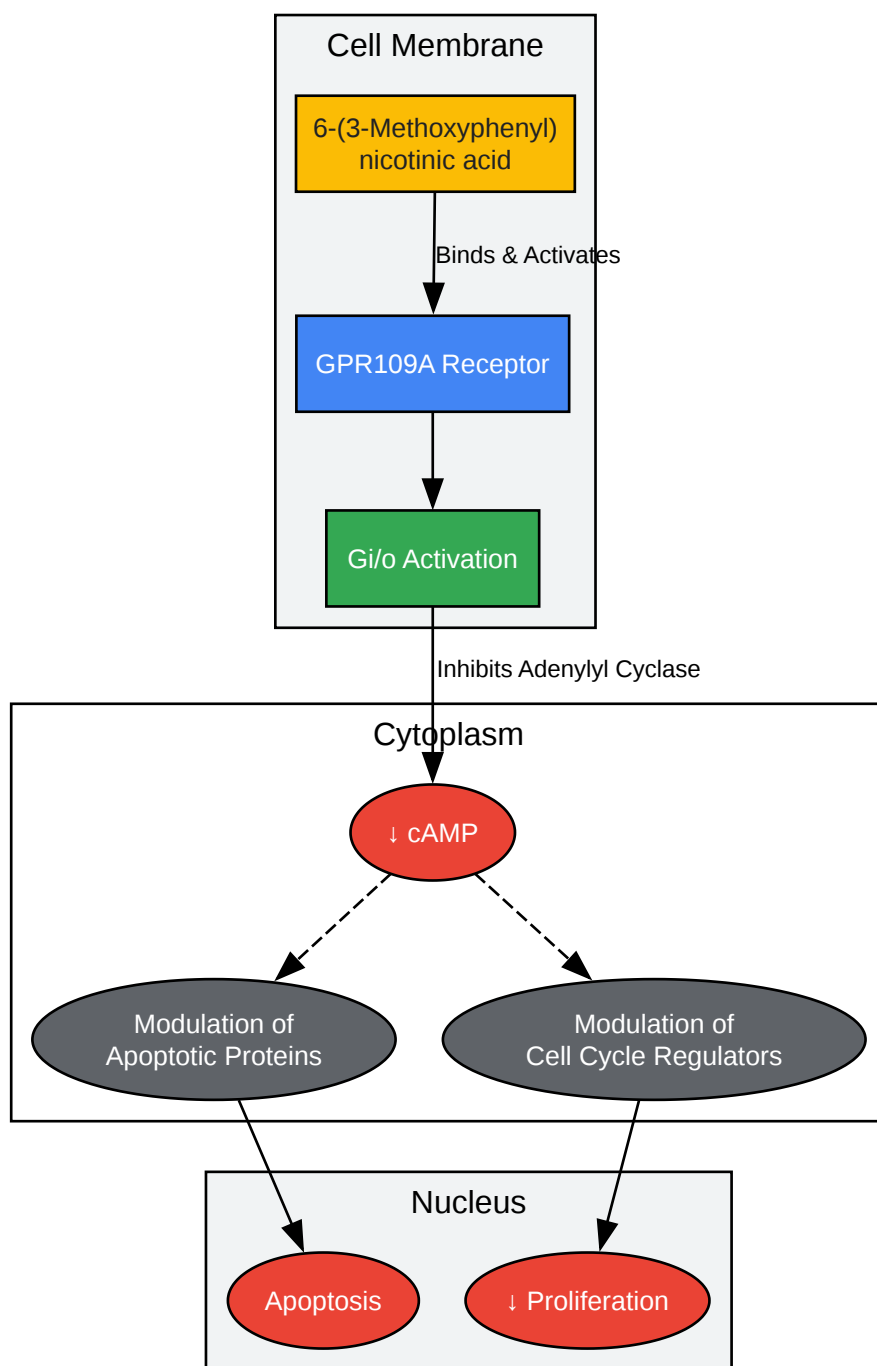 Cell Membrane
6-(3-Methoxyphenyl)
nicotinic acid
Binds & Activates
GPR109A Receptor
Gi/o Activation
Inhibits Adenylyl Cyclase
Cytoplasm
↓ cAMP
Modulation of
Apoptotic Proteins
Modulation of
Cell Cycle Regulators
Nucleus
Apoptosis
↓ Proliferation